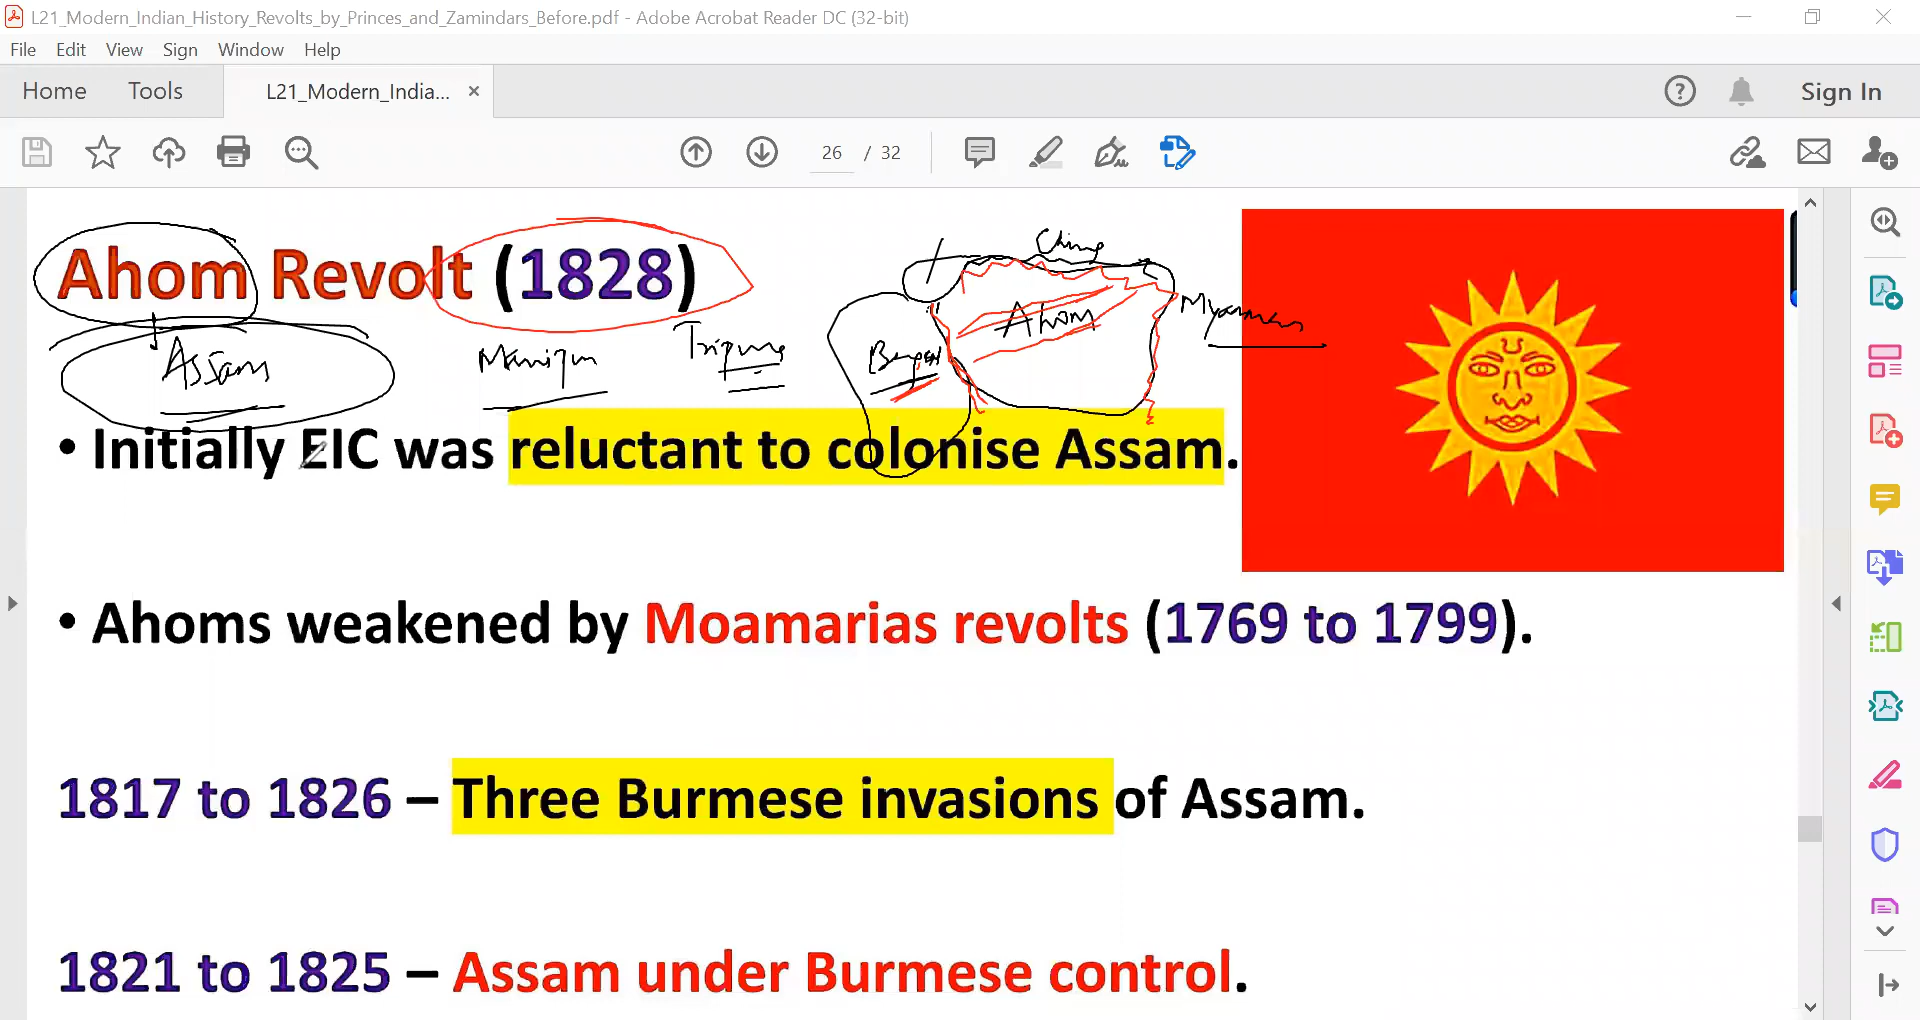 L21_Modern_Indian_History_Revolts_by_Princes_and_Zamindars_Before.pdf - Adobe Acrobat Reader DC (32-bit)
File Edit View Sign Window Help
Home Tools L21_Modern_India... × Sign In
26 / 32
Ahom Revolt (1828)
China
Ahom
Myanmar
Assam Manipur Tripura Bengal
• Initially EIC was reluctant to colonise Assam.
• Ahoms weakened by Moamarias revolts (1769 to 1799).
1817 to 1826 – Three Burmese invasions of Assam.
1821 to 1825 – Assam under Burmese control.